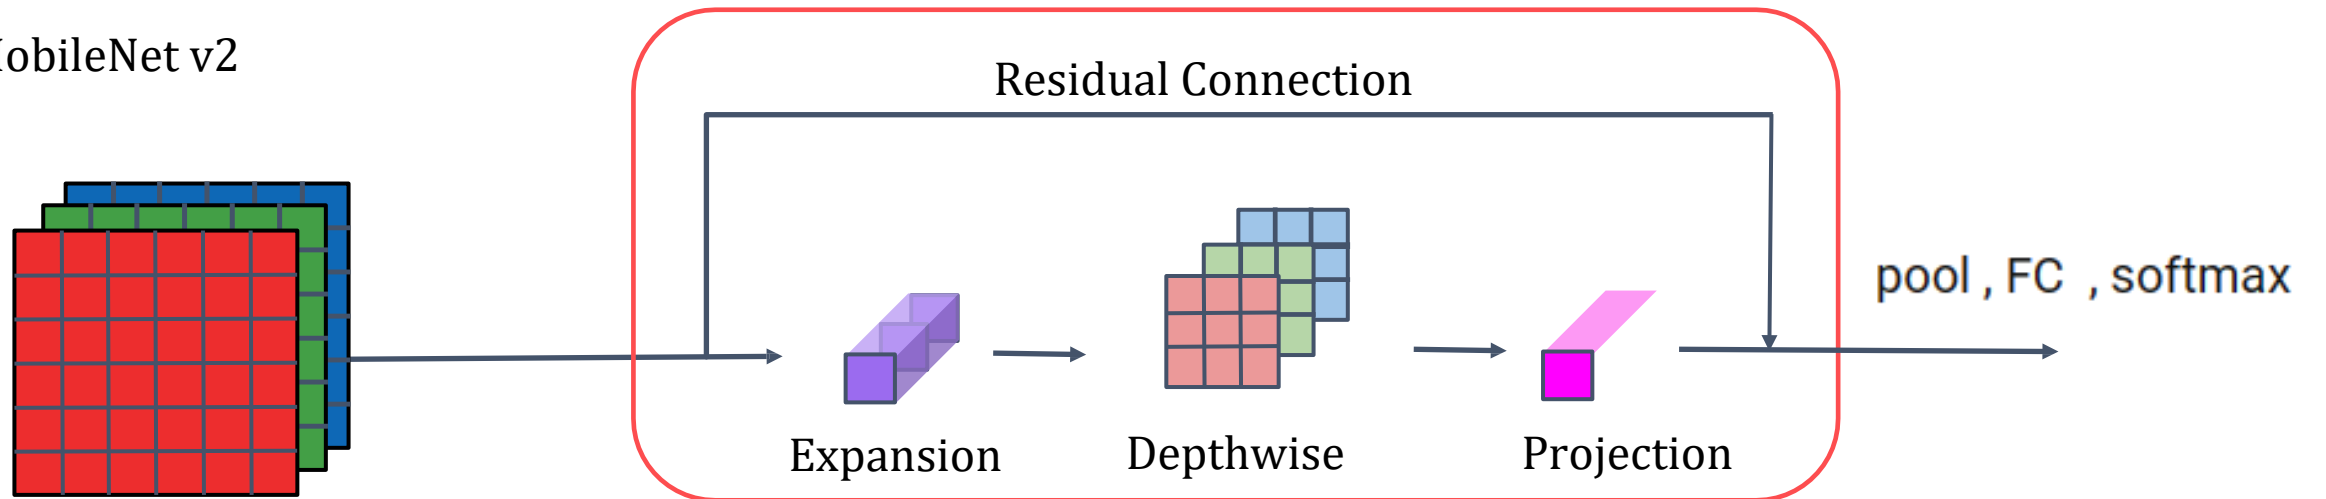 obileNet v2
Residual Connection
pool , FC , softmax
Expansion
Depthwise
Projection